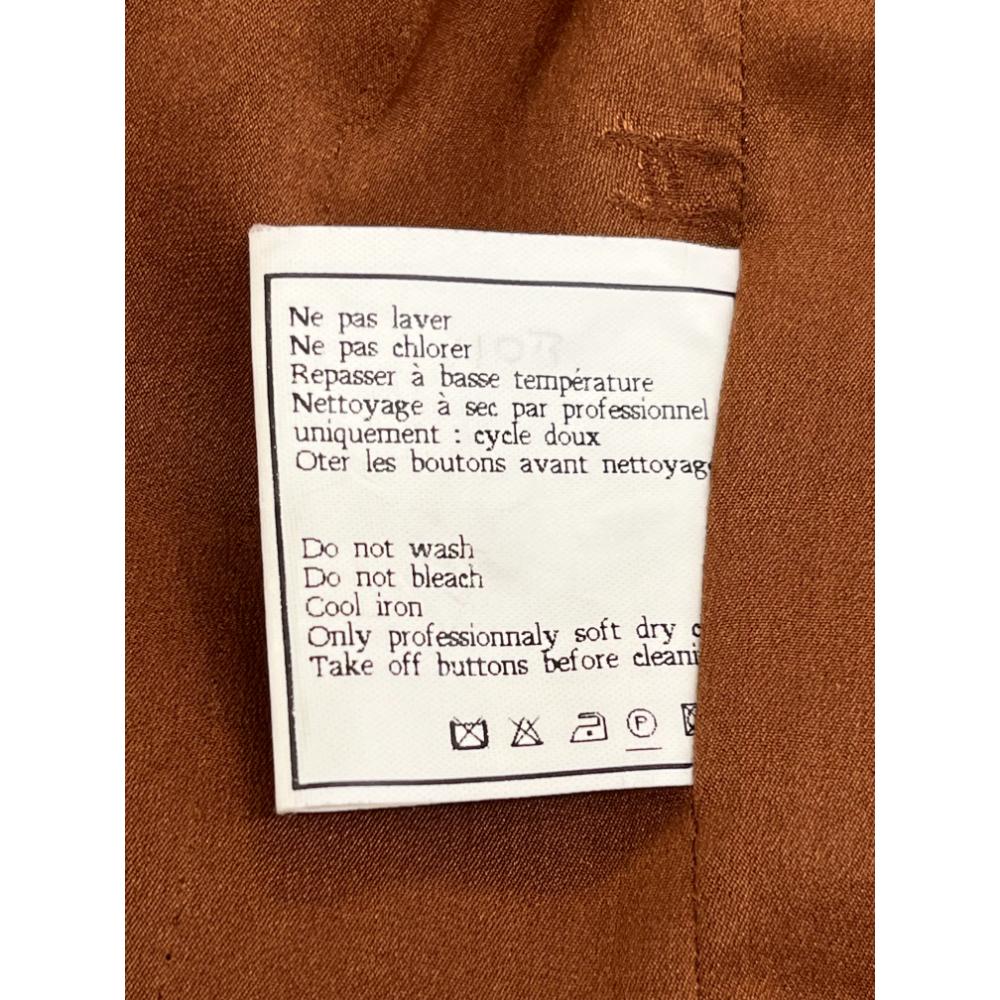 Ne pas laver
Ne pas chlorer
Repasser à basse température
Nettoyage à sec par professionnel
uniquement : cycle doux
Oter les boutons avant nettoyag
Do not wash
Do not bleach
Cool iron
Only professionnaly soft dry c
Take off buttons before cleani
P